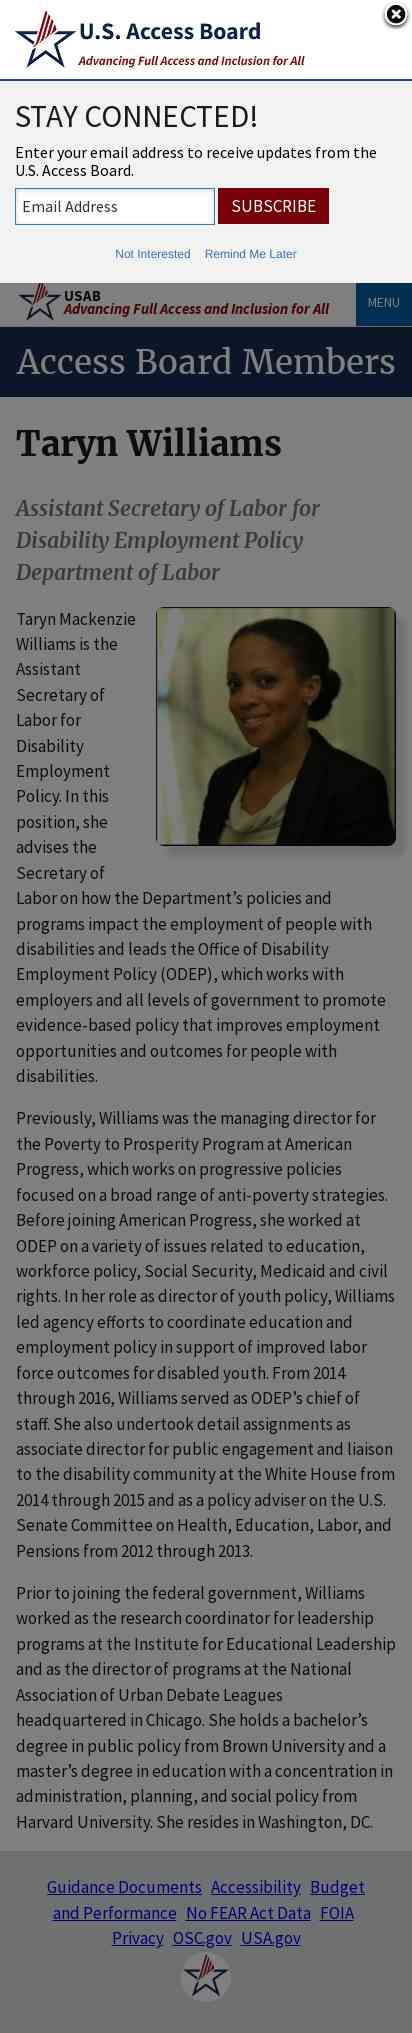 U.S. Access Board
Advancing Full Access and Inclusion for All
STAY CONNECTED!
Enter your email address to receive updates from the
U.S. Access Board.
Email Address
SUBSCRIBE
Not Interested Remind Me Later
USAB
Advancing Full Access and Inclusion for All
MENU
Access Board Members
Taryn Williams
Assistant Secretary of Labor for
Disability Employment Policy
Department of Labor
Taryn Mackenzie
Williams is the
Assistant
Secretary of
Labor for
Disability
Employment
Policy. In this
position, she
advises the
Secretary of
Labor on how the Department’s policies and
programs impact the employment of people with
disabilities and leads the Office of Disability
Employment Policy (ODEP), which works with
employers and all levels of government to promote
evidence-based policy that improves employment
opportunities and outcomes for people with
disabilities.
Previously, Williams was the managing director for
the Poverty to Prosperity Program at American
Progress, which works on progressive policies
focused on a broad range of anti-poverty strategies.
Before joining American Progress, she worked at
ODEP on a variety of issues related to education,
workforce policy, Social Security, Medicaid and civil
rights. In her role as director of youth policy, Williams
led agency efforts to coordinate education and
employment policy in support of improved labor
force outcomes for disabled youth. From 2014
through 2016, Williams served as ODEP’s chief of
staff. She also undertook detail assignments as
associate director for public engagement and liaison
to the disability community at the White House from
2014 through 2015 and as a policy adviser on the U.S.
Senate Committee on Health, Education, Labor, and
Pensions from 2012 through 2013.
Prior to joining the federal government, Williams
worked as the research coordinator for leadership
programs at the Institute for Educational Leadership
and as the director of programs at the National
Association of Urban Debate Leagues
headquartered in Chicago. She holds a bachelor’s
degree in public policy from Brown University and a
master’s degree in education with a concentration in
administration, planning, and social policy from
Harvard University. She resides in Washington, DC.
Guidance Documents Accessibility Budget
and Performance No FEAR Act Data FOIA
Privacy OSC.gov USA.gov